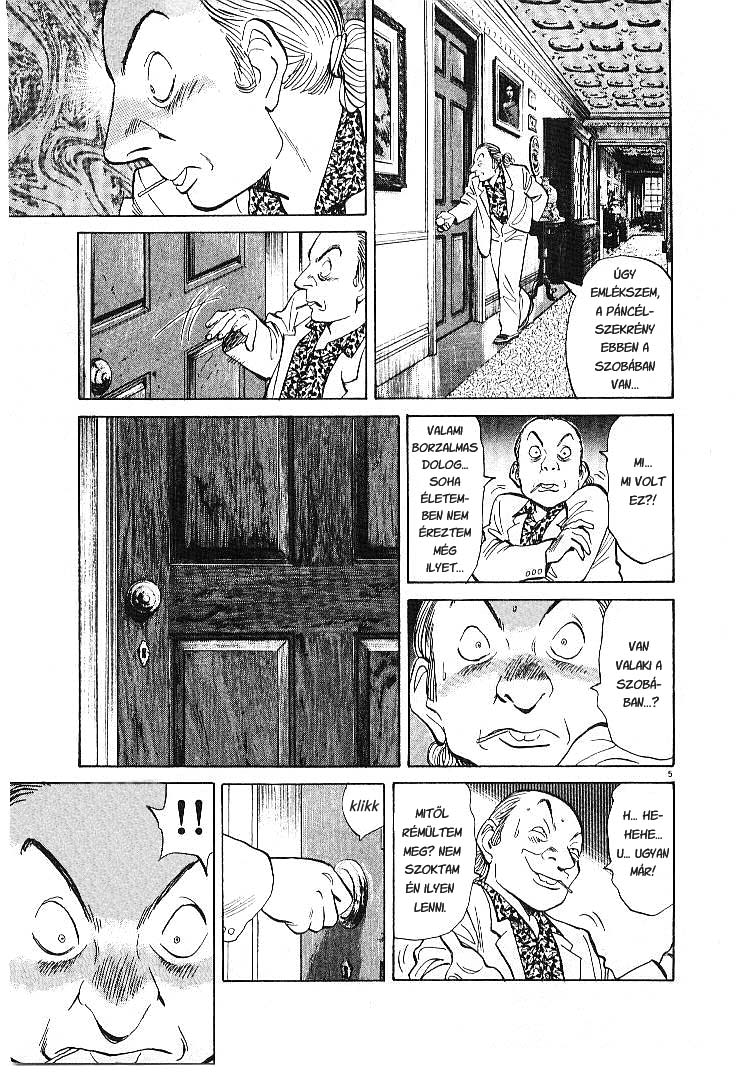 ÚGY
EMLÉKSZEM,
A PÁNCÉL-
SZEKRÉNY
EBBEN A
SZOBÁBAN
VAN...
MI...
MI VOLT
EZ?!
VALAMI
BORZALMAS
DOLOG...
SOHA
ÉLETEM-
BEN NEM
ÉREZTEM
MÉG
ILYET...
VAN
VALAKI A
SZOBÁ-
BAN...?
5
H... HE-
HEHE...
U... UGYAN
MÁR!
MITŐL
RÉMÜLTEM
MEG? NEM
SZOKTAM
ÉN ILYEN
LENNI.
klikk
!!